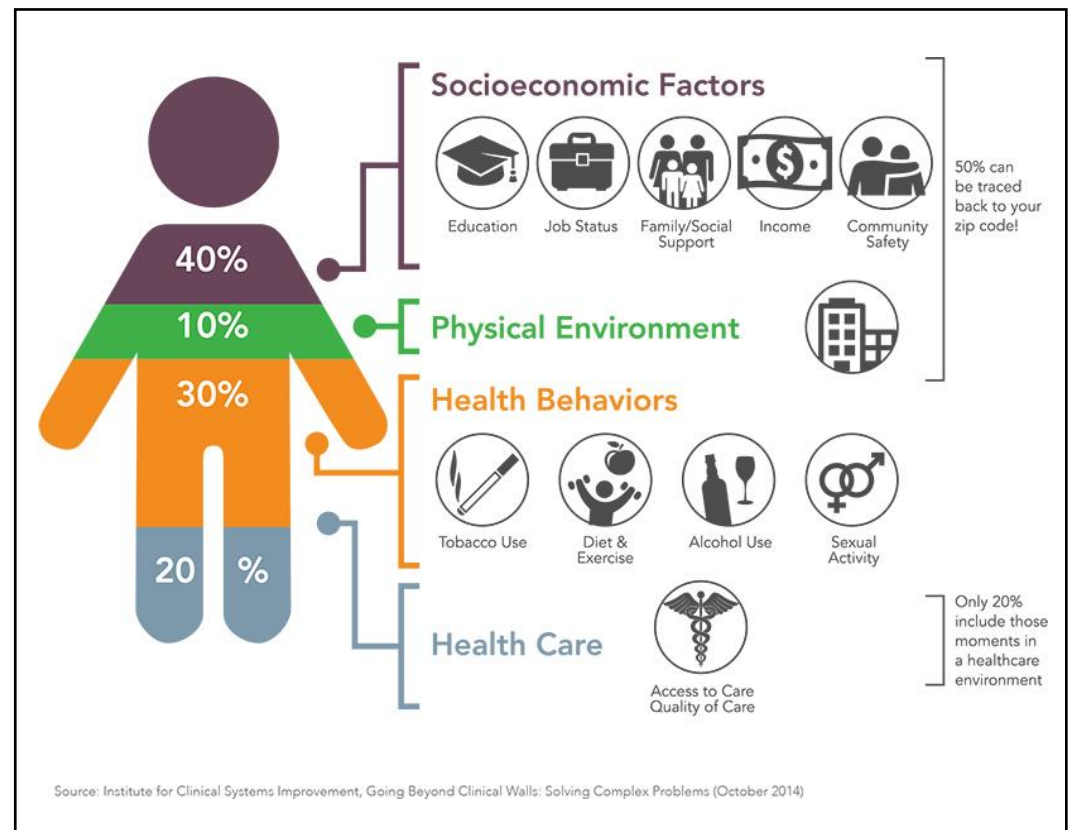 Socioeconomic Factors
Education
Job Status
Family/Social
Support
Income
Community
Safety
50% can
be traced
back to your
zip code!
40%
10%
Physical Environment
30%
Health Behaviors
Tobacco Use
Diet &
Exercise
Alcohol Use
Sexual
Activity
20 %
Health Care
Access to Care
Quality of Care
Only 20%
include those
moments in
a healthcare
environment
$
Source: Institute for Clinical Systems Improvement, Going Beyond Clinical Walls: Solving Complex Problems (October 2014)